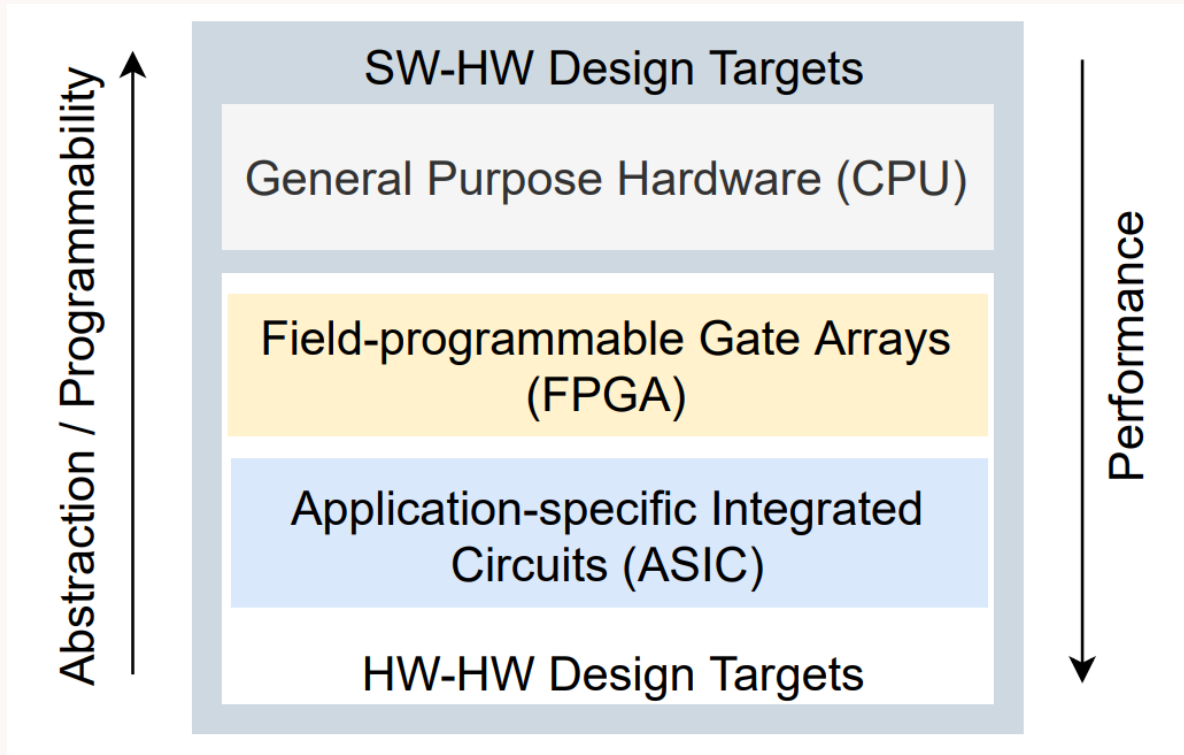 SW-HW Design Targets
General Purpose Hardware (CPU)
Field-programmable Gate Arrays
(FPGA)
Application-specific Integrated
Circuits (ASIC)
HW-HW Design Targets
Abstraction / Programmability
Performance